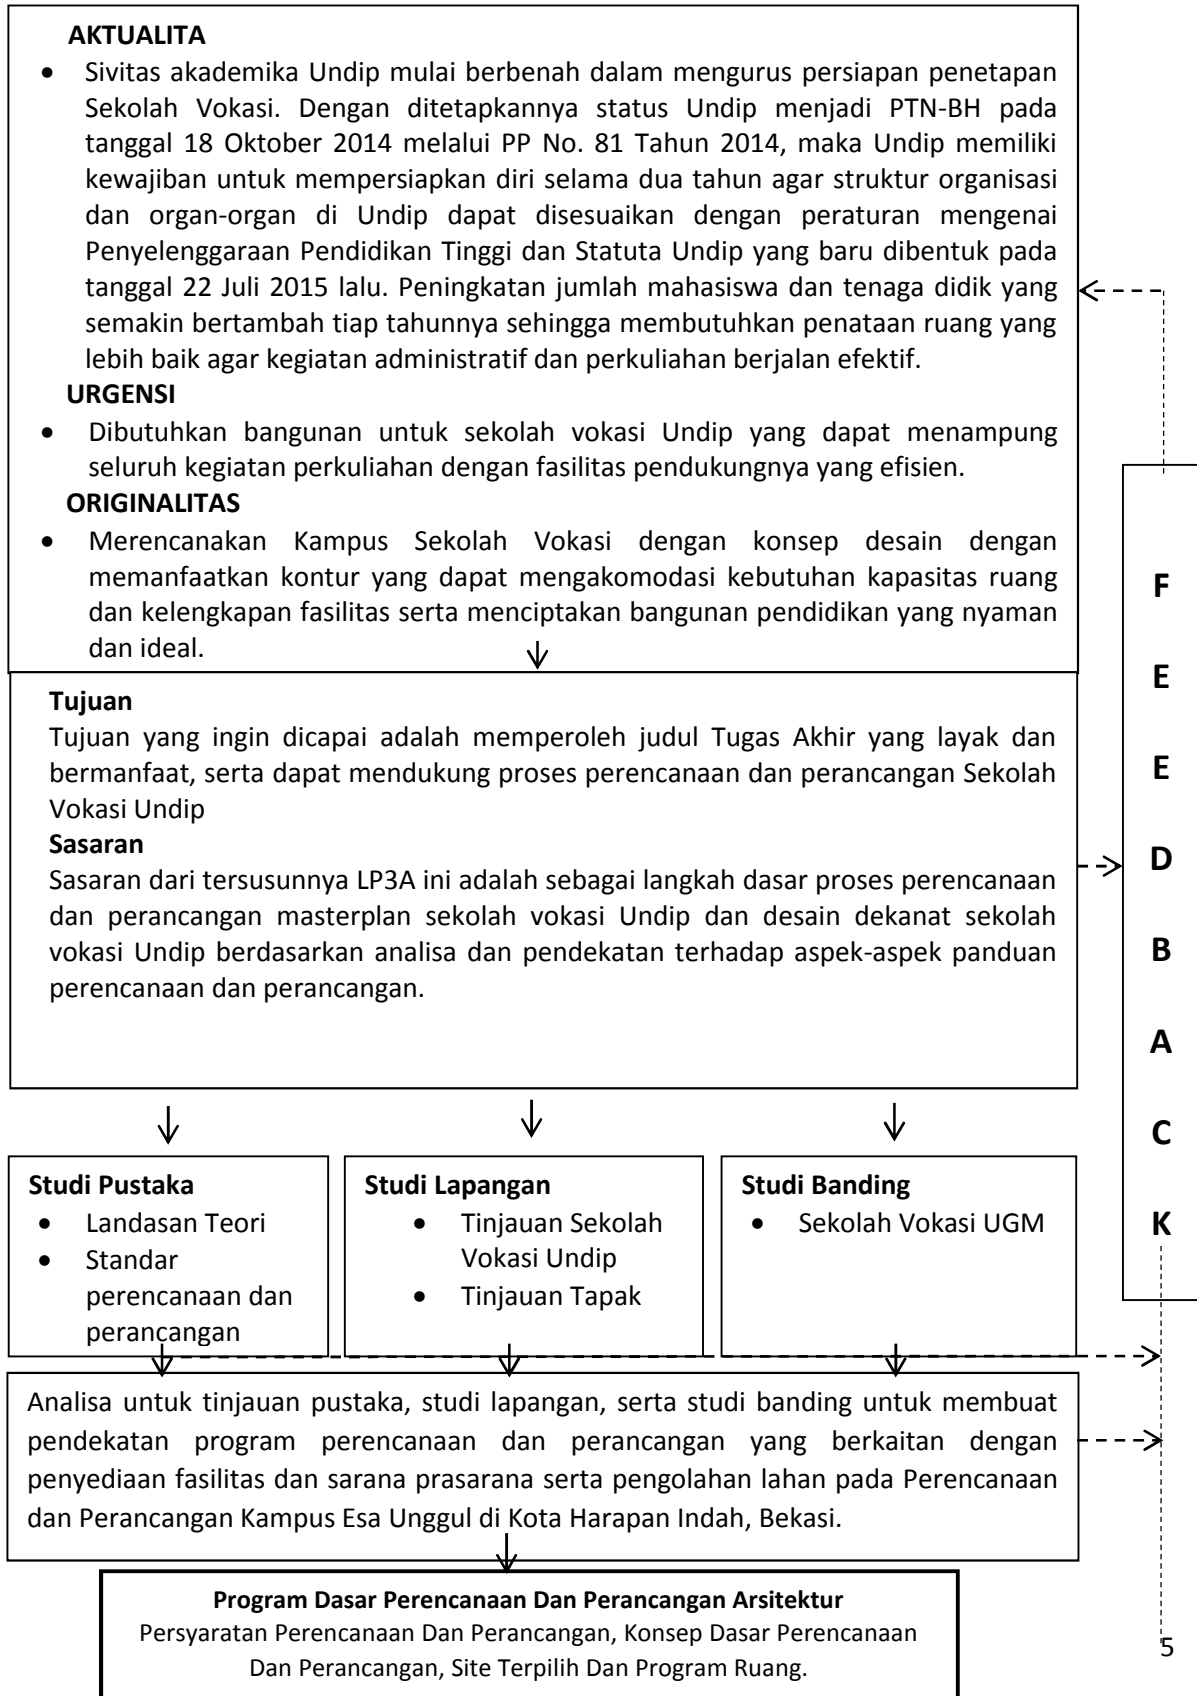 AKTUALITA
• Sivitas akademika Undip mulai berbenah dalam mengurus persiapan penetapan
Sekolah Vokasi. Dengan ditetapkannya status Undip menjadi PTN-BH pada
tanggal 18 Oktober 2014 melalui PP No. 81 Tahun 2014, maka Undip memiliki
kewajiban untuk mempersiapkan diri selama dua tahun agar struktur organisasi
dan organ-organ di Undip dapat disesuaikan dengan peraturan mengenai
Penyelenggaraan Pendidikan Tinggi dan Statuta Undip yang baru dibentuk pada
tanggal 22 Juli 2015 lalu. Peningkatan jumlah mahasiswa dan tenaga didik yang
semakin bertambah tiap tahunnya sehingga membutuhkan penataan ruang yang
lebih baik agar kegiatan administratif dan perkuliahan berjalan efektif.
URGENSI
• Dibutuhkan bangunan untuk sekolah vokasi Undip yang dapat menampung
seluruh kegiatan perkuliahan dengan fasilitas pendukungnya yang efisien.
ORIGINALITAS
• Merencanakan Kampus Sekolah Vokasi dengan konsep desain dengan
memanfaatkan kontur yang dapat mengakomodasi kebutuhan kapasitas ruang
dan kelengkapan fasilitas serta menciptakan bangunan pendidikan yang nyaman
dan ideal.
Tujuan
Tujuan yang ingin dicapai adalah memperoleh judul Tugas Akhir yang layak dan
bermanfaat, serta dapat mendukung proses perencanaan dan perancangan Sekolah
Vokasi Undip
Sasaran
Sasaran dari tersusunnya LP3A ini adalah sebagai langkah dasar proses perencanaan
dan perancangan masterplan sekolah vokasi Undip dan desain dekanat sekolah
vokasi Undip berdasarkan analisa dan pendekatan terhadap aspek-aspek panduan
perencanaan dan perancangan.
Studi Pustaka
• Landasan Teori
• Standar
perencanaan dan
perancangan
Studi Lapangan
• Tinjauan Sekolah
Vokasi Undip
• Tinjauan Tapak
Studi Banding
• Sekolah Vokasi UGM
Analisa untuk tinjauan pustaka, studi lapangan, serta studi banding untuk membuat
pendekatan program perencanaan dan perancangan yang berkaitan dengan
penyediaan fasilitas dan sarana prasarana serta pengolahan lahan pada Perencanaan
dan Perancangan Kampus Esa Unggul di Kota Harapan Indah, Bekasi.
Program Dasar Perencanaan Dan Perancangan Arsitektur
Persyaratan Perencanaan Dan Perancangan, Konsep Dasar Perencanaan
Dan Perancangan, Site Terpilih Dan Program Ruang.
F
E
E
D
B
A
C
K
5